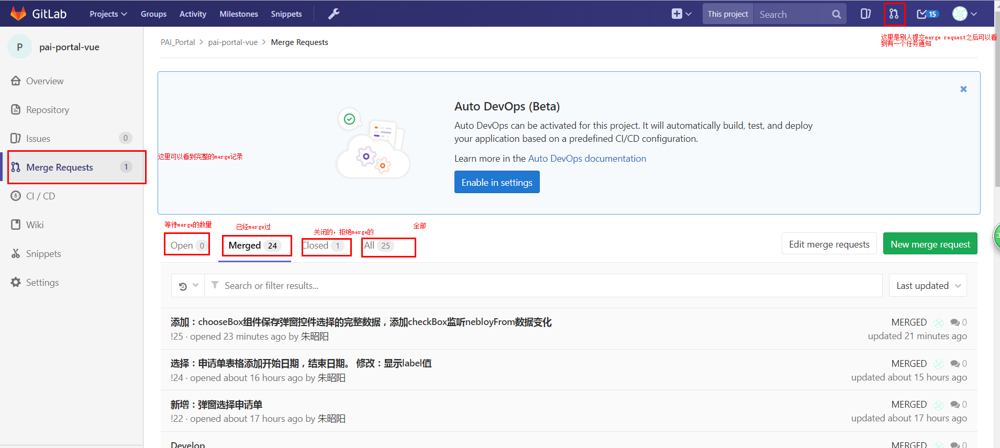 GitLab Projects Groups Activity Milestones Snippets This project Search 15
这里是别人提交merge request之后可以看
到有一个任务通知
P pai-portal-vue
PAI_Portal > pai-portal-vue > Merge Requests
Overview
Repository
Issues 0
Merge Requests 1
CI / CD
Wiki
Snippets
Settings
这里可以看到完整的merge记录
Auto DevOps (Beta)
Auto DevOps can be activated for this project. It will automatically build, test, and deploy
your application based on a predefined CI/CD configuration.
Learn more in the Auto DevOps documentation
Enable in settings
等待merge的数量
已经merge过
关闭的，拒绝merge的
全部
Open 0 Merged 24 Closed 1 All 25
Edit merge requests New merge request
Search or filter results... Last updated
添加：chooseBox组件保存弹窗控件选择的完整数据，添加checkBox监听nebloyFrom数据变化 MERGED 0
!25 · opened 23 minutes ago by 朱昭阳 updated 21 minutes ago
选择：申请单表格添加开始日期，结束日期。 修改：显示label值 MERGED 0
!24 · opened about 16 hours ago by 朱昭阳 updated about 15 hours ago
新增：弹窗选择申请单 MERGED 0
!22 · opened about 17 hours ago by 朱昭阳 updated about 17 hours ago
Develop MERGED 0